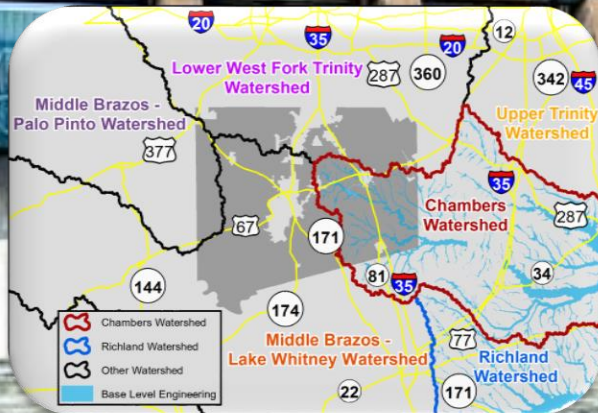 20
35
20
12
Lower West Fork Trinity
Watershed
287
360
342
45
Middle Brazos -
Palo Pinto Watershed
Upper Trinity
Watershed
377
35
Chambers
Watershed
287
67
171
81
35
34
144
174
Chambers Watershed
Richland Watershed
Other Watershed
Base Level Engineering
Middle Brazos -
Lake Whitney Watershed
77
Richland
Watershed
22
171